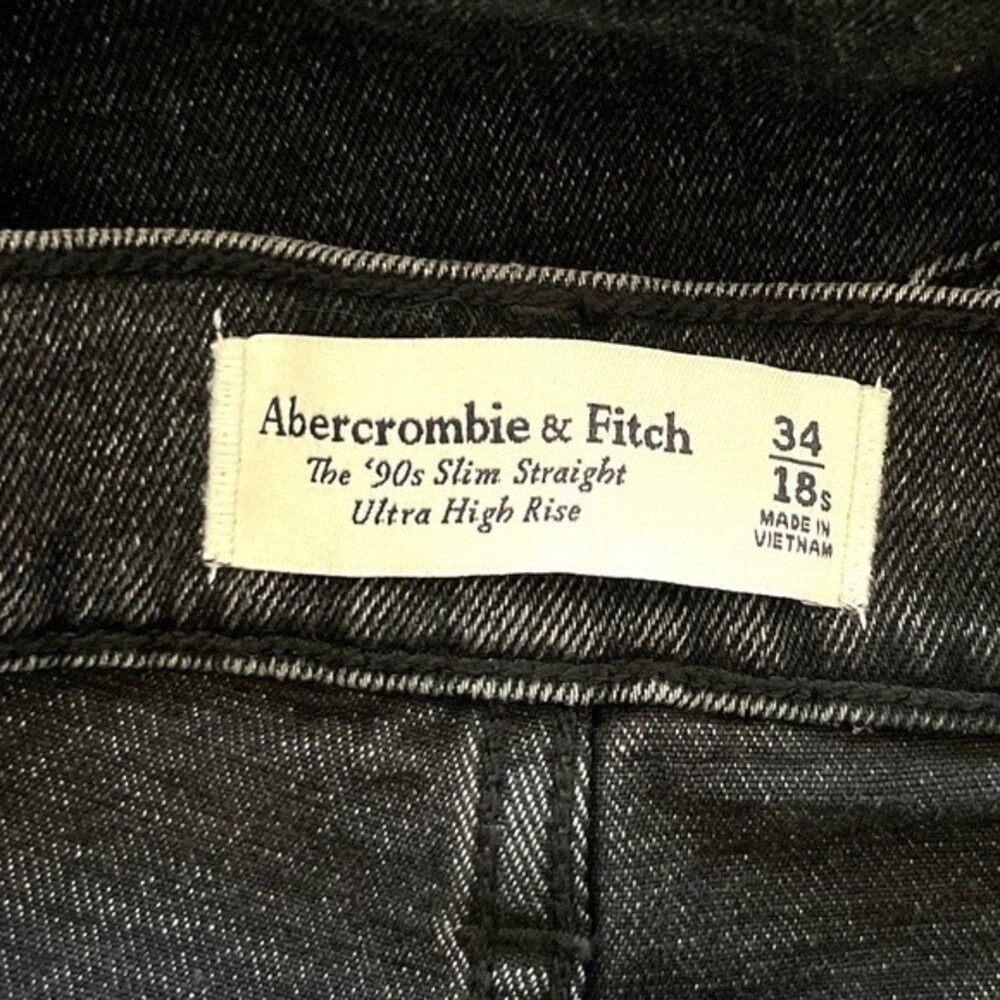 Abercrombie & Fitch
The ‘90s Slim Straight
Ultra High Rise
34
18s
MADE IN
VIETNAM